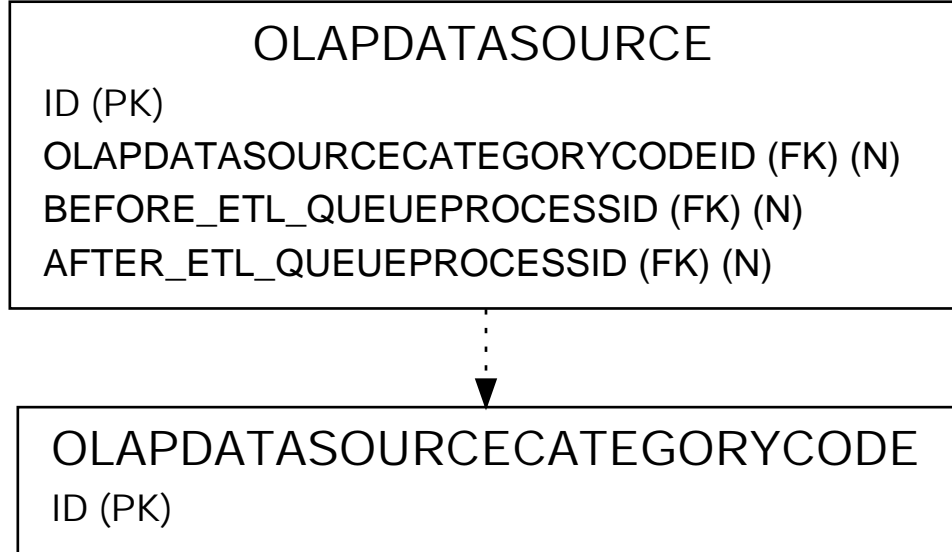 OLAPDATASOURCE
ID (PK)
OLAPDATASOURCECATEGORYCODEID (FK) (N)
BEFORE_ETL_QUEUEPROCESSID (FK) (N)
AFTER_ETL_QUEUEPROCESSID (FK) (N)
OLAPDATASOURCECATEGORYCODE
ID (PK)